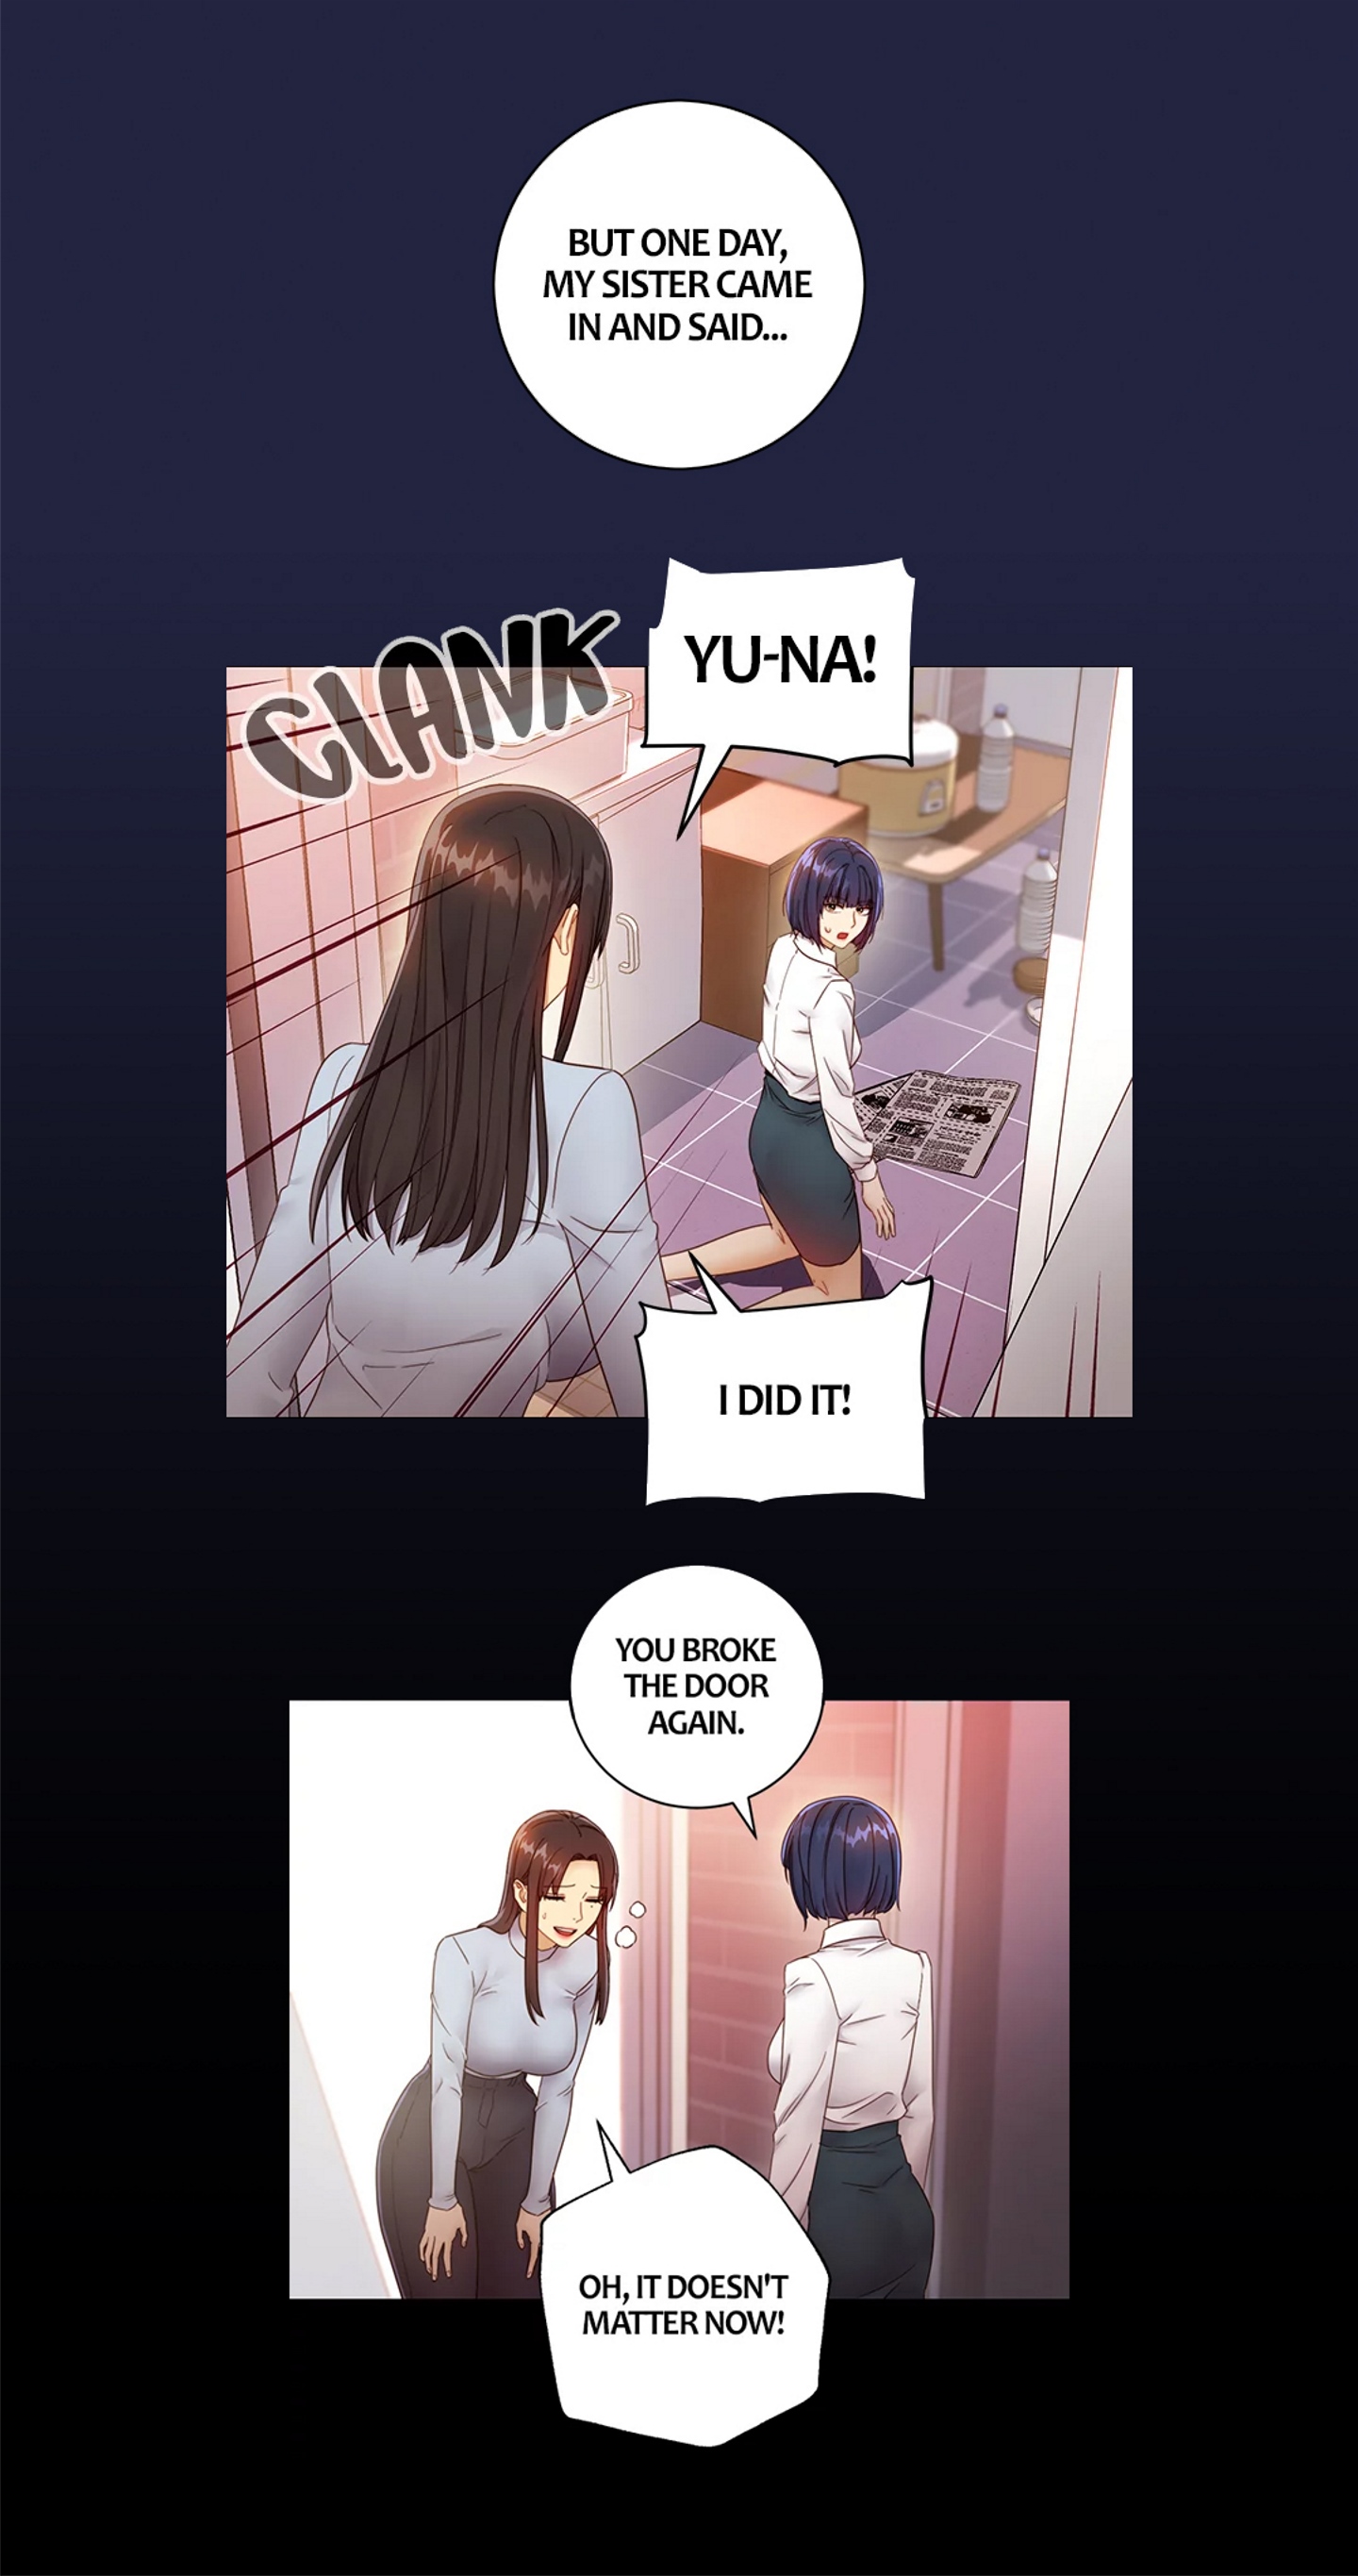 BUT ONE DAY,
MY SISTER CAME
IN AND SAID...
CLANK
YU-NA!
I DID IT!
YOU BROKE
THE DOOR
AGAIN.
OH, IT DOESN'T
MATTER NOW!